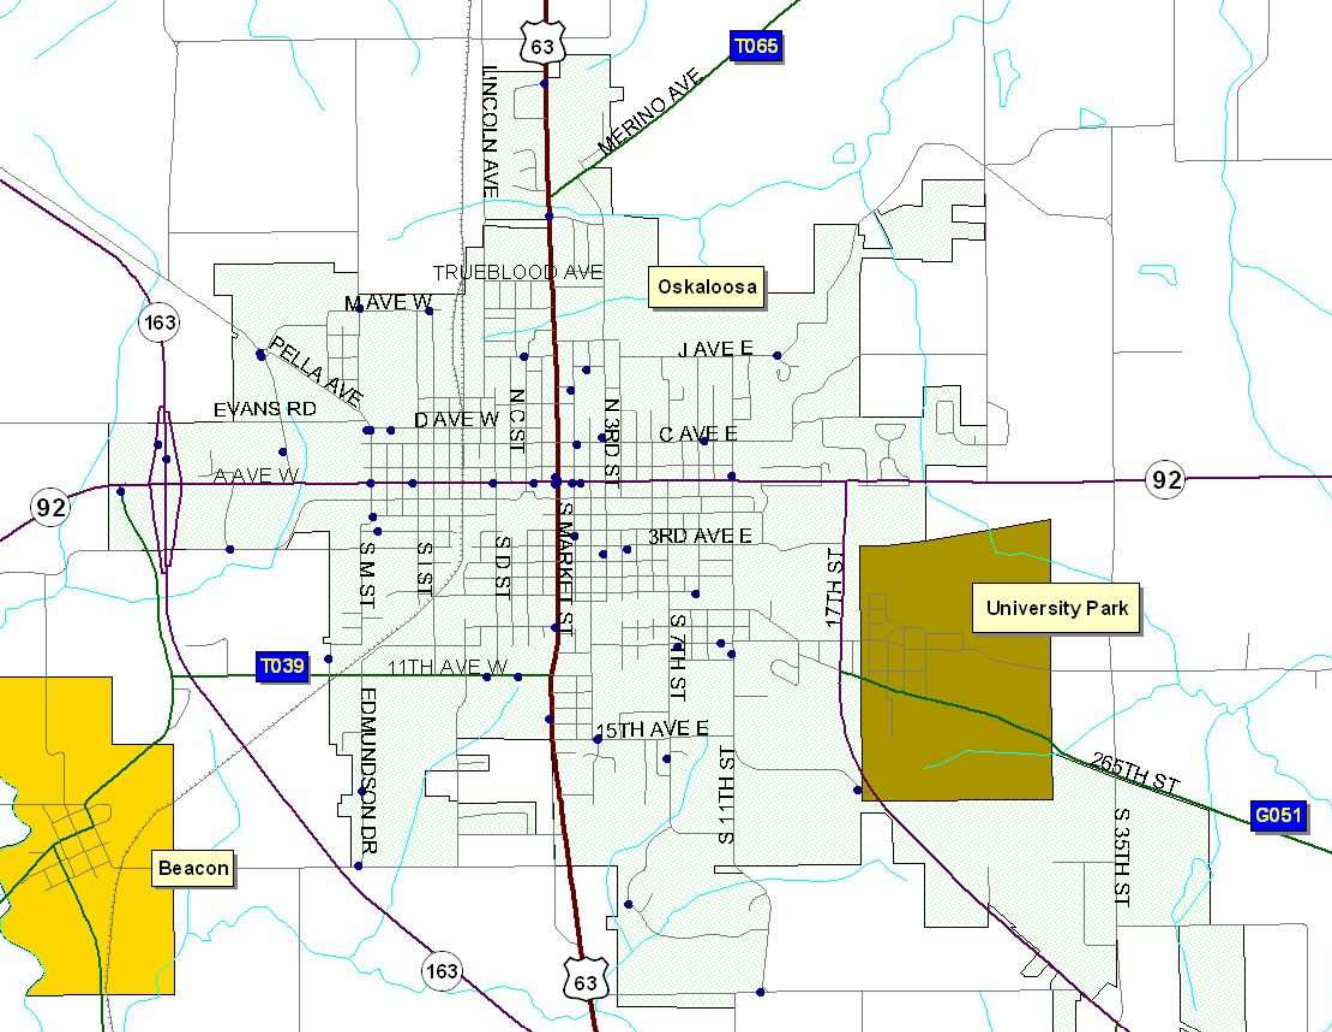 63
T065
LINCOLN AVE
MERINO AVE
TRUEBLOOD AVE
Oskaloosa
M AVE W
163
PELLA AVE
J AVE E
EVANS RD
D AVE W
N C ST
N 3RD ST
C AVE E
A AVE W
92
92
S MARKET ST
3RD AVE E
S M ST
S I ST
S D ST
17TH ST
University Park
S 7TH ST
T039
11TH AVE W
EDMUNDSON DR
15TH AVE E
S 11TH ST
265TH ST
G051
S 35TH ST
Beacon
163
63